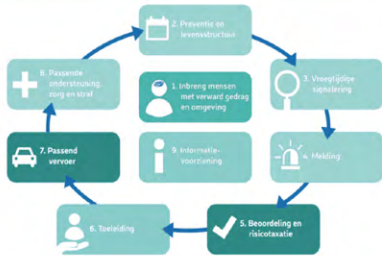 2. Preventie en
levensstructuur
8. Passende
ondersteuning,
zorg en straf
1. Inbreng mensen
met verward gedrag
en omgeving
3. Vroegtijdige
signalering
7. Passend
vervoer
9. Informatie-
voorziening
4. Melding
6. Toeleiding
5. Beoordeling en
risicotaxatie